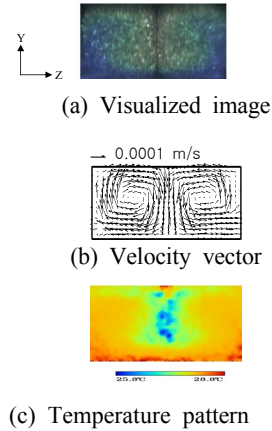 Y
Z
(a) Visualized image
0.0001 m/s
(b) Velocity vector
25.0℃ 28.0℃
(c) Temperature pattern